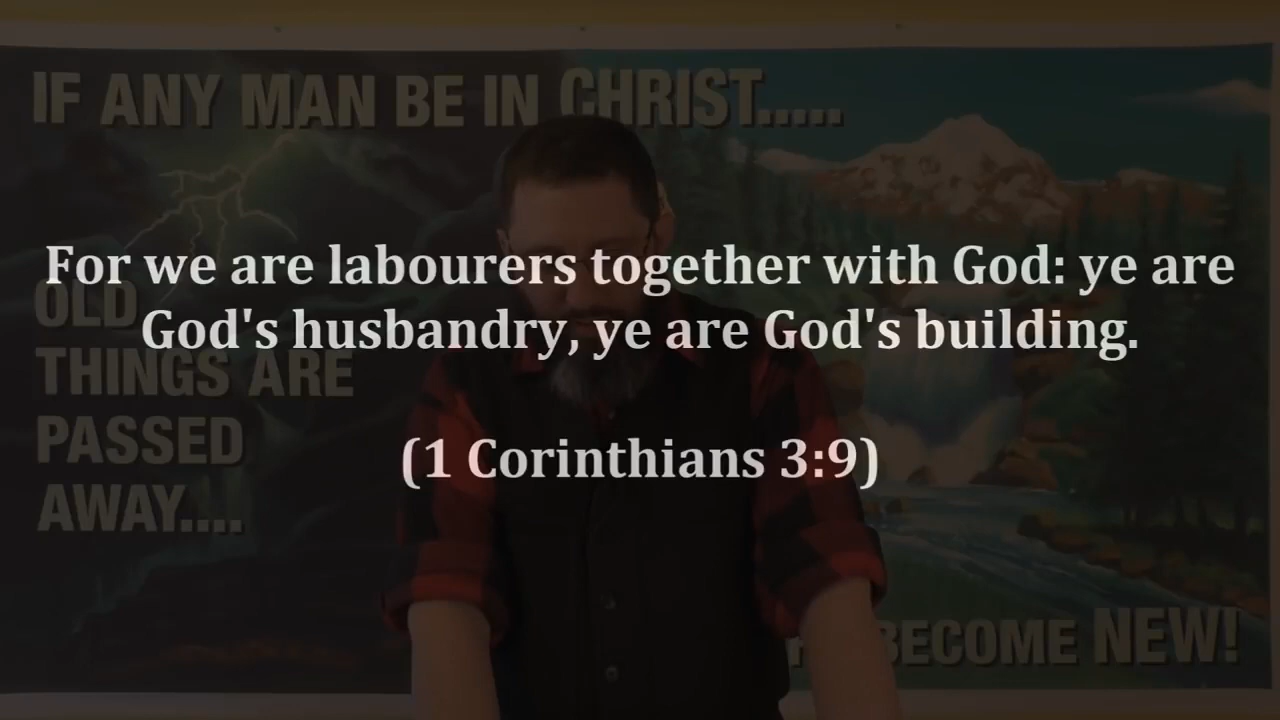 IF ANY MAN BE IN CHRIST.....
For we are labourers together with God: ye are
God's husbandry, ye are God's building.
(1 Corinthians 3:9)
OLD
THINGS ARE
PASSED
AWAY....
BECOME NEW!